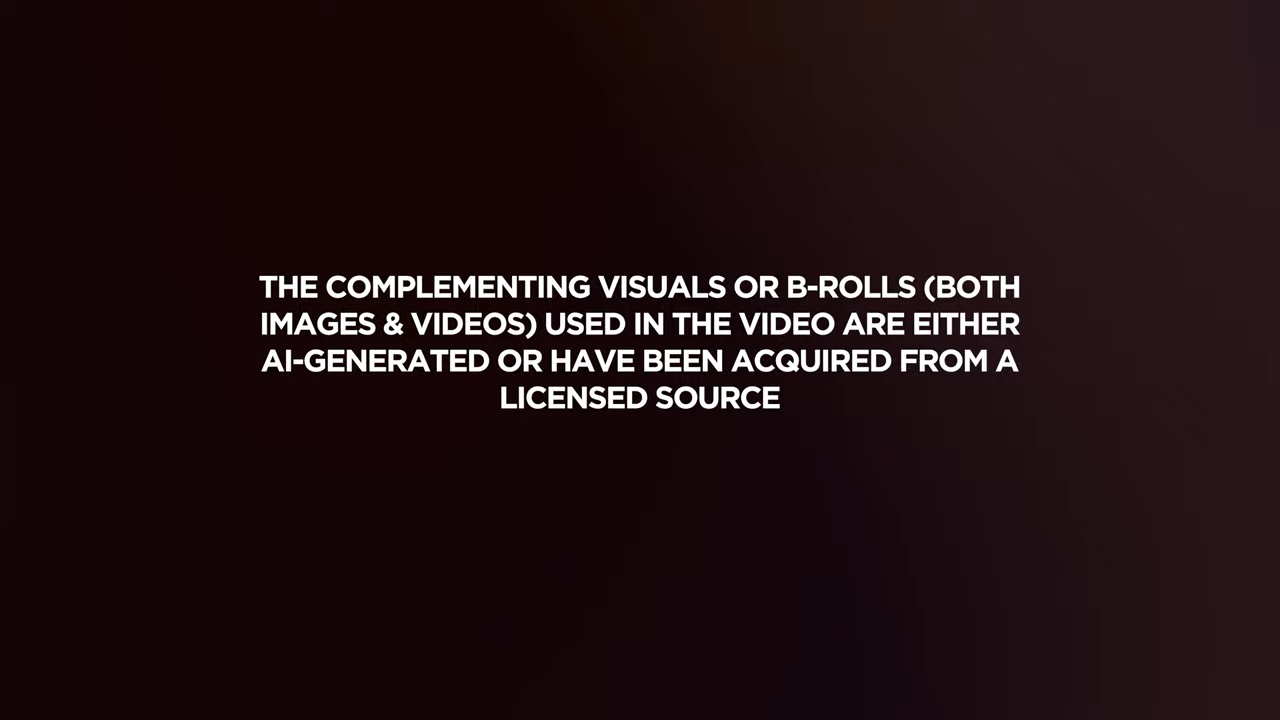 THE COMPLEMENTING VISUALS OR B-ROLLS (BOTH
IMAGES & VIDEOS) USED IN THE VIDEO ARE EITHER
AI-GENERATED OR HAVE BEEN ACQUIRED FROM A
LICENSED SOURCE